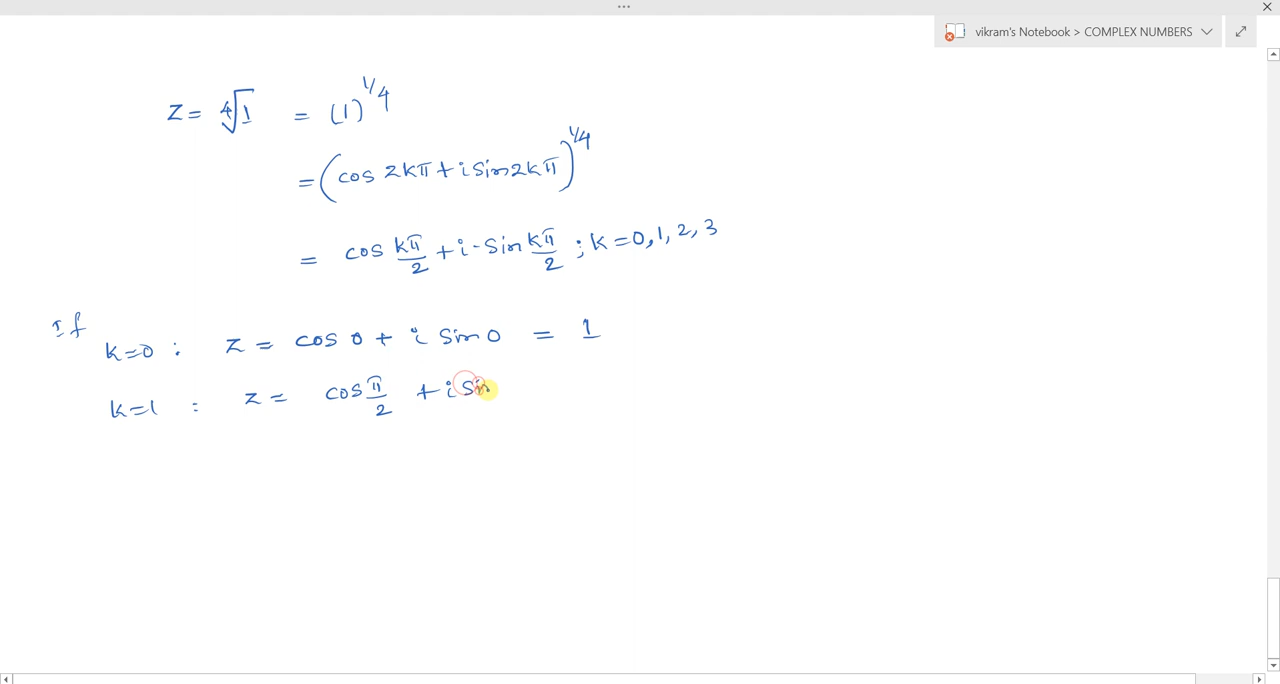 vikram's Notebook > COMPLEX NUMBERS
z = ∜1 = (1)^1/4
= (cos 2kπ + i sin 2kπ)^1/4
= cos kπ/2 + i - sin kπ/2 ; k = 0, 1, 2, 3
If
k=0 : z = cos 0 + i sin 0 = 1
k=1 : z = cos π/2 + i sin